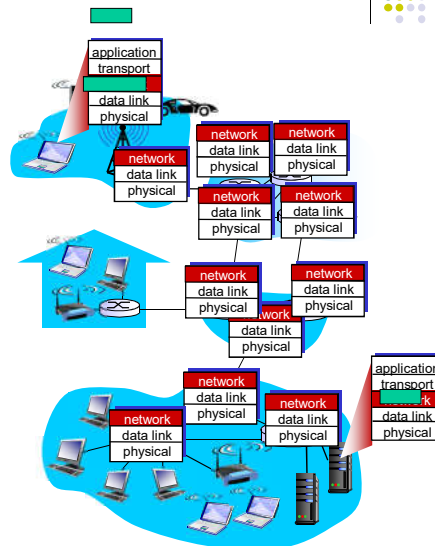 application
transport
data link
physical
network
data link
physical
network
data link
physical
network
data link
physical
network
data link
physical
network
data link
physical
network
data link
physical
network
data link
physical
data link
physical
network
data link
physical
network
data link
physical
network
data link
physical
application
transport
data link
physical